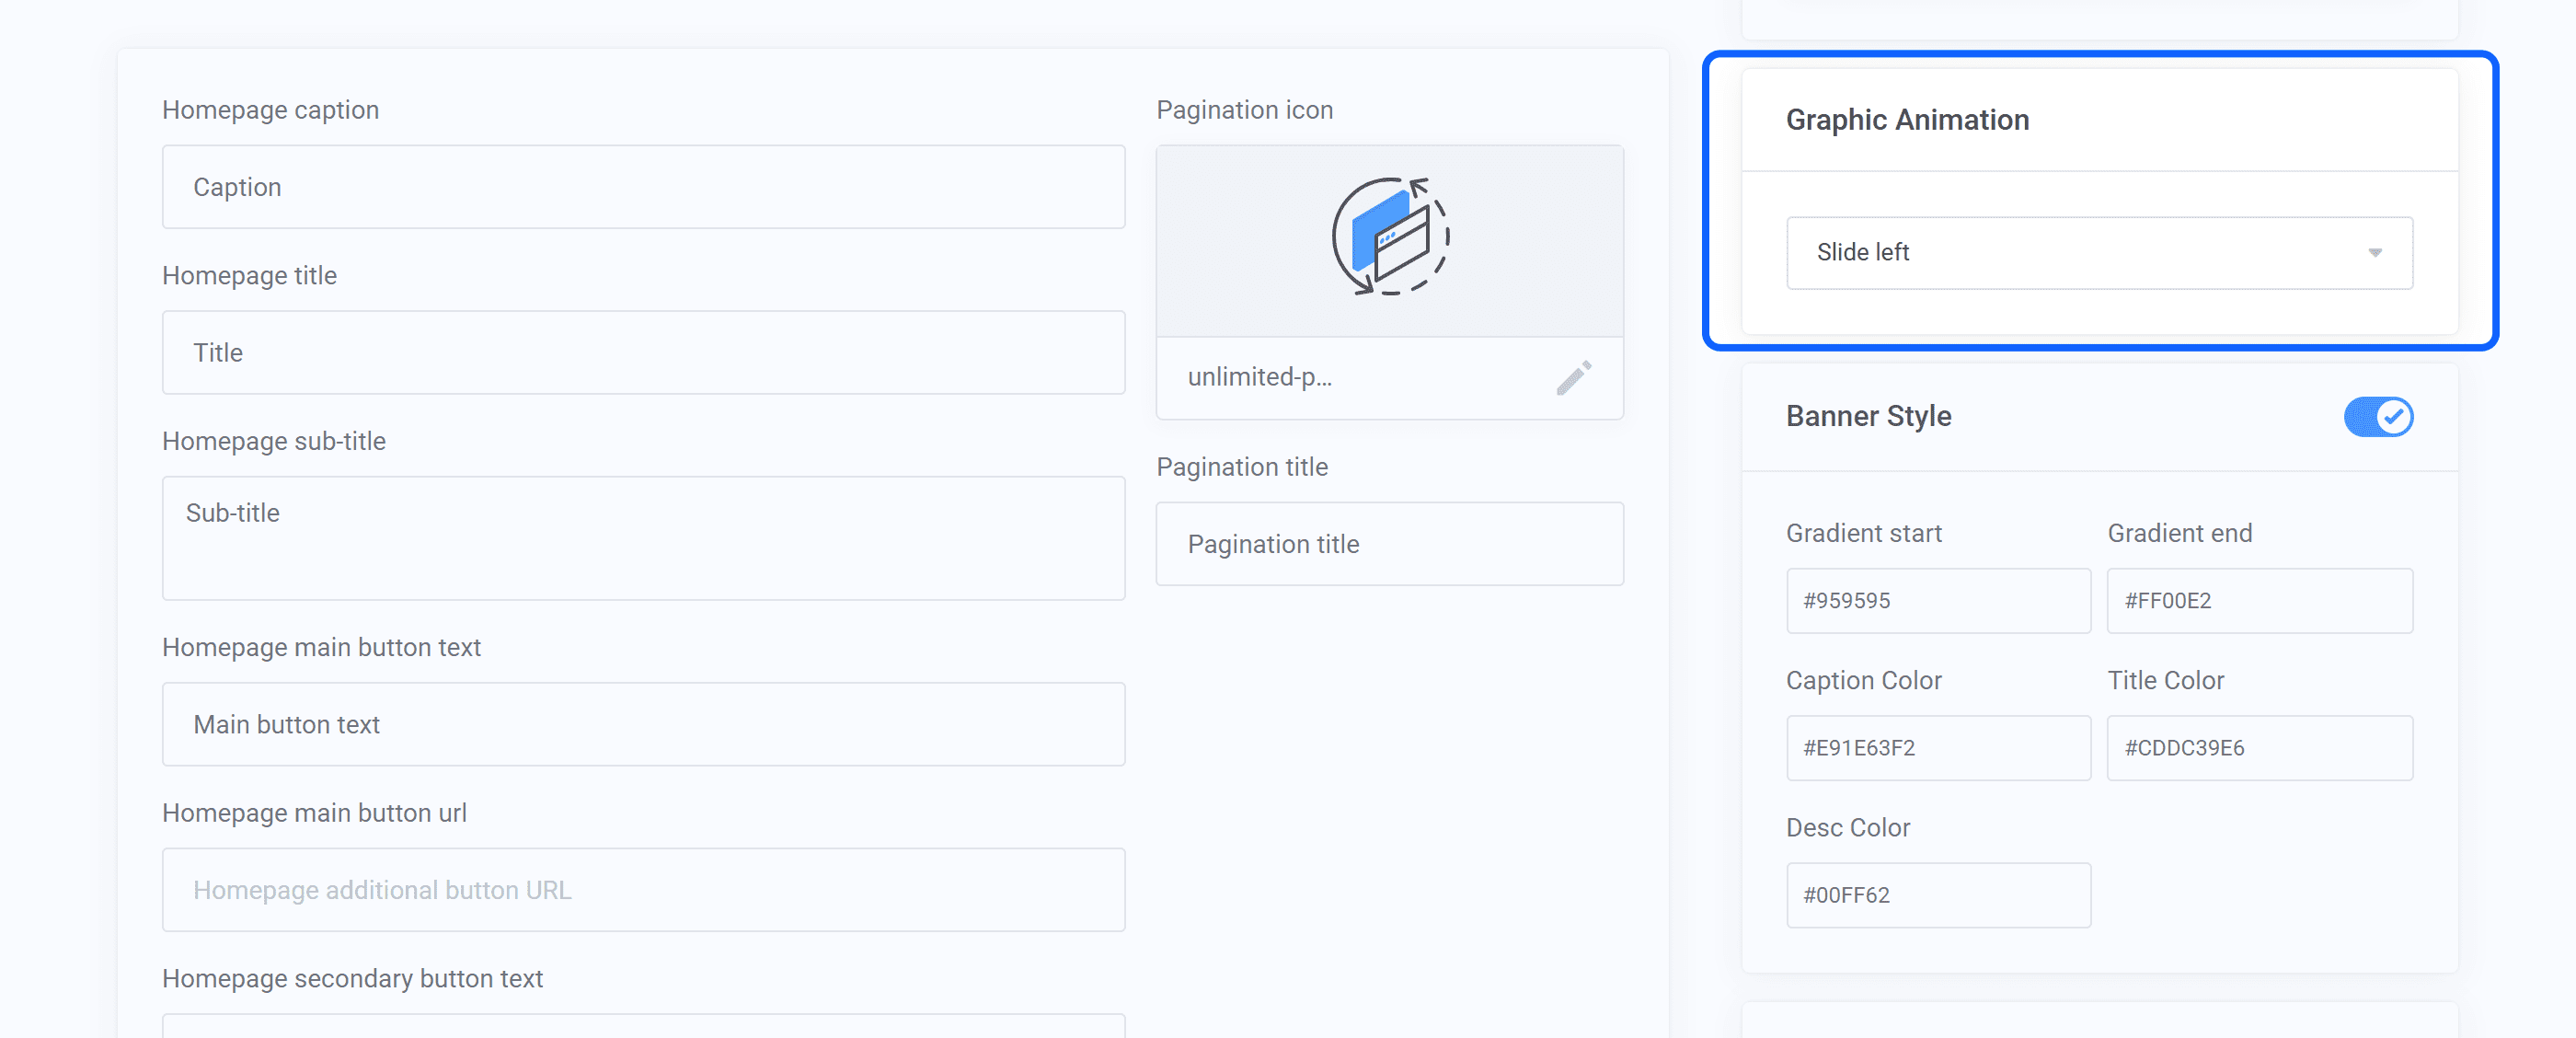 Homepage caption
Caption
Homepage title
Title
Homepage sub-title
Sub-title
Homepage main button text
Main button text
Homepage main button url
Homepage additional button URL
Homepage secondary button text
Pagination icon
unlimited-p...
Pagination title
Pagination title
Graphic Animation
Slide left
Banner Style
Gradient start
Gradient end
#959595
#FF00E2
Caption Color
Title Color
#E91E63F2
#CDDC39E6
Desc Color
#00FF62